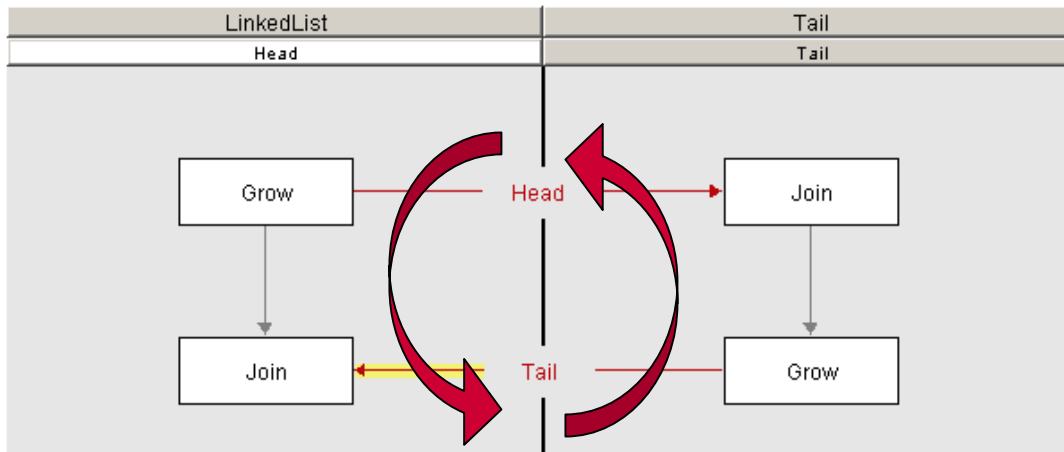 LinkedList Tail
Head Tail
Grow Head Join
Join Tail Grow